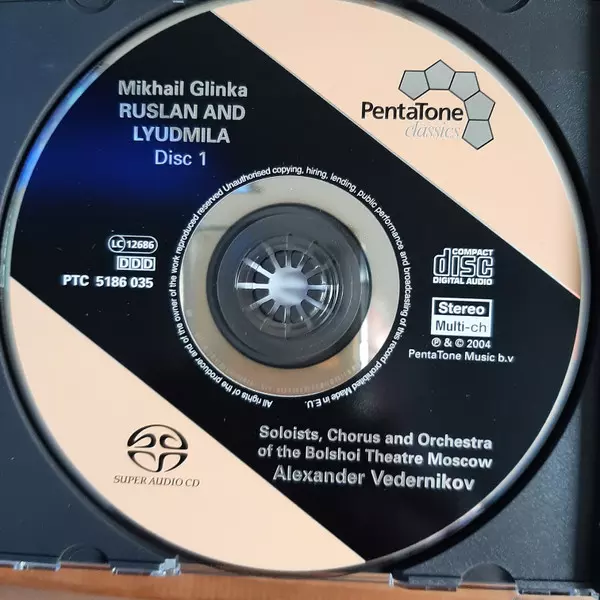 Mikhail Glinka
RUSLAN AND
LYUDMILA
Disc 1
PentaTone
classics
LC 12686
DDD
PTC 5186 035
COMPACT
disc
DIGITAL AUDIO
Stereo
Multi-ch
℗ & © 2004
PentaTone Music b.v
All rights of the producer and of the owner of the work reproduced reserved Unauthorised copying, hiring, lending, public performance and broadcasting of this record prohibited Made in E.U.
SUPER AUDIO CD
Soloists, Chorus and Orchestra
of the Bolshoi Theatre Moscow
Alexander Vedernikov